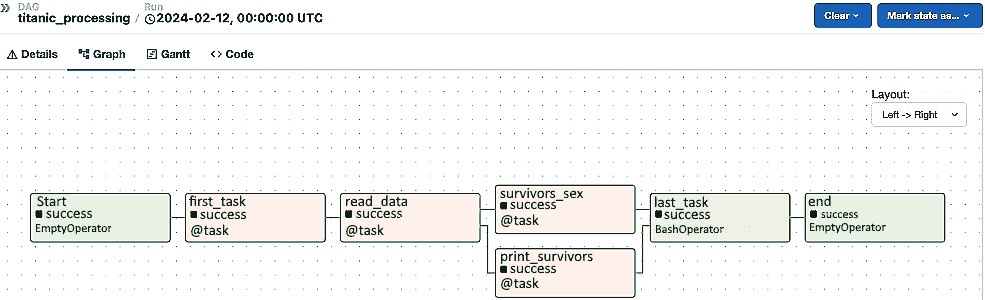 DAG
titanic_processing /
Run
2024-02-12, 00:00:00 UTC
Clear
Mark state as...
Details
Graph
Gantt
<> Code
Layout:
Left -> Right
Start
success
EmptyOperator
first_task
success
@task
read_data
success
@task
survivors_sex
success
@task
print_survivors
success
@task
last_task
success
BashOperator
end
success
EmptyOperator